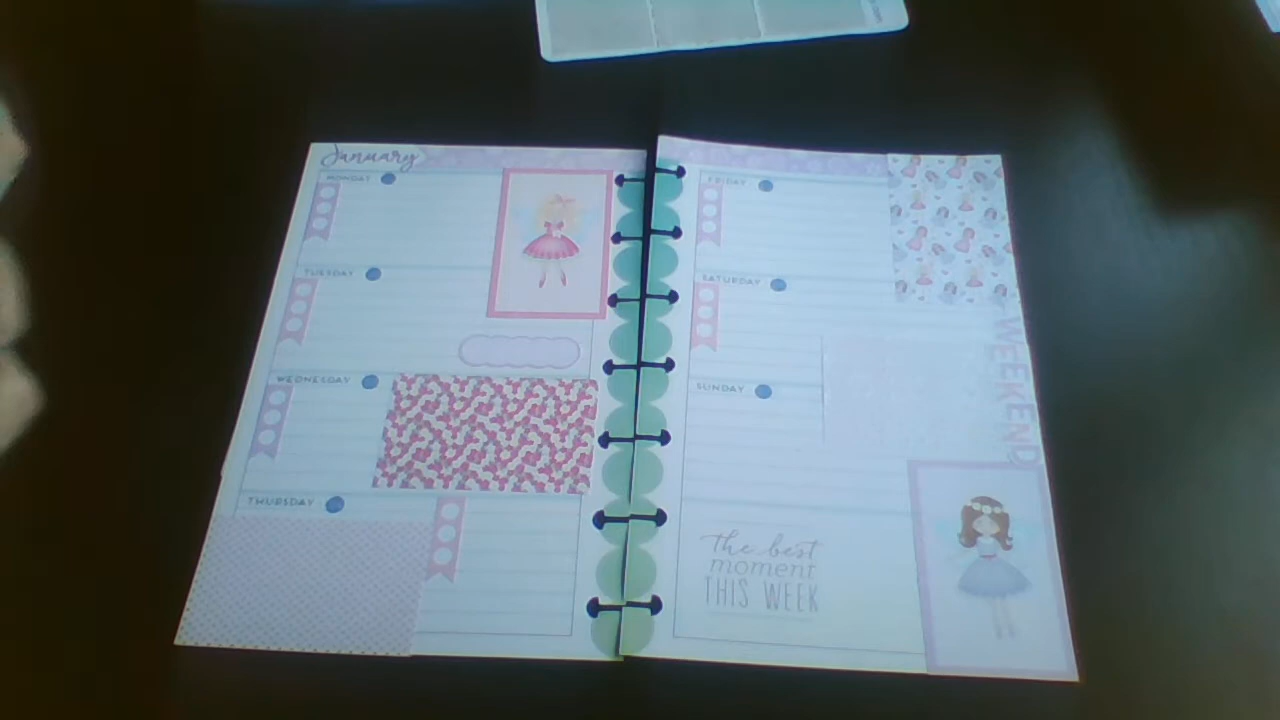 January
MONDAY
TUESDAY
WEDNESDAY
THURSDAY
FRIDAY
SATURDAY
SUNDAY
WEEKEND
the best
moment
THIS WEEK